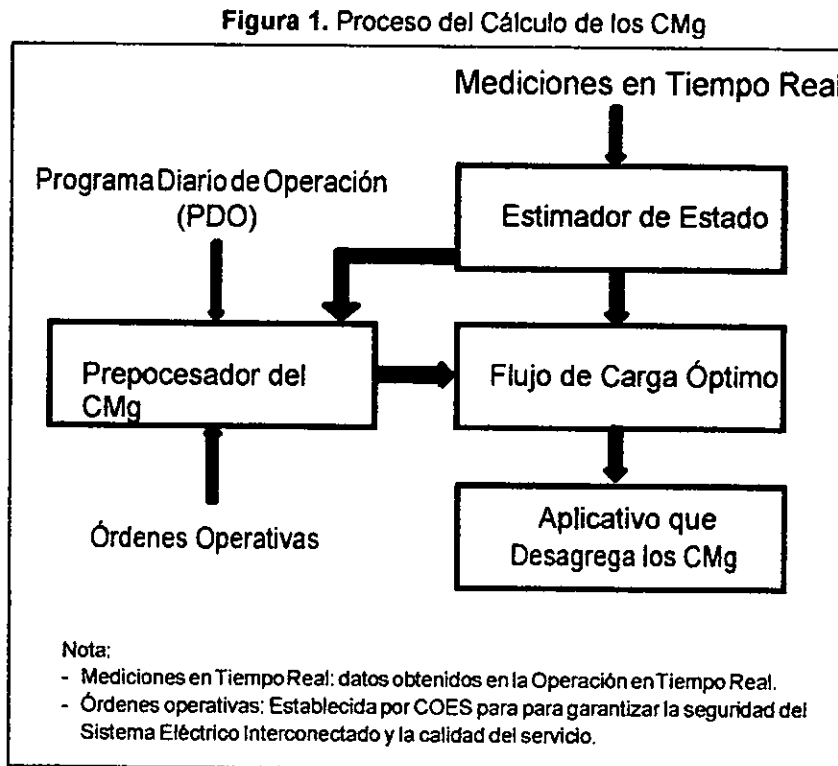 Figura 1. Proceso del Cálculo de los CMg
Mediciones en Tiempo Real
Programa Diario de Operación
(PDO)
Estimador de Estado
Prepocesador del
CMg
Flujo de Carga Óptimo
Órdenes Operativas
Aplicativo que
Desagrega los CMg
Nota:
- Mediciones en Tiempo Real: datos obtenidos en la Operación en Tiempo Real.
- Órdenes operativas: Establecida por COES para para garantizar la seguridad del
Sistema Eléctrico Interconectado y la calidad del servicio.